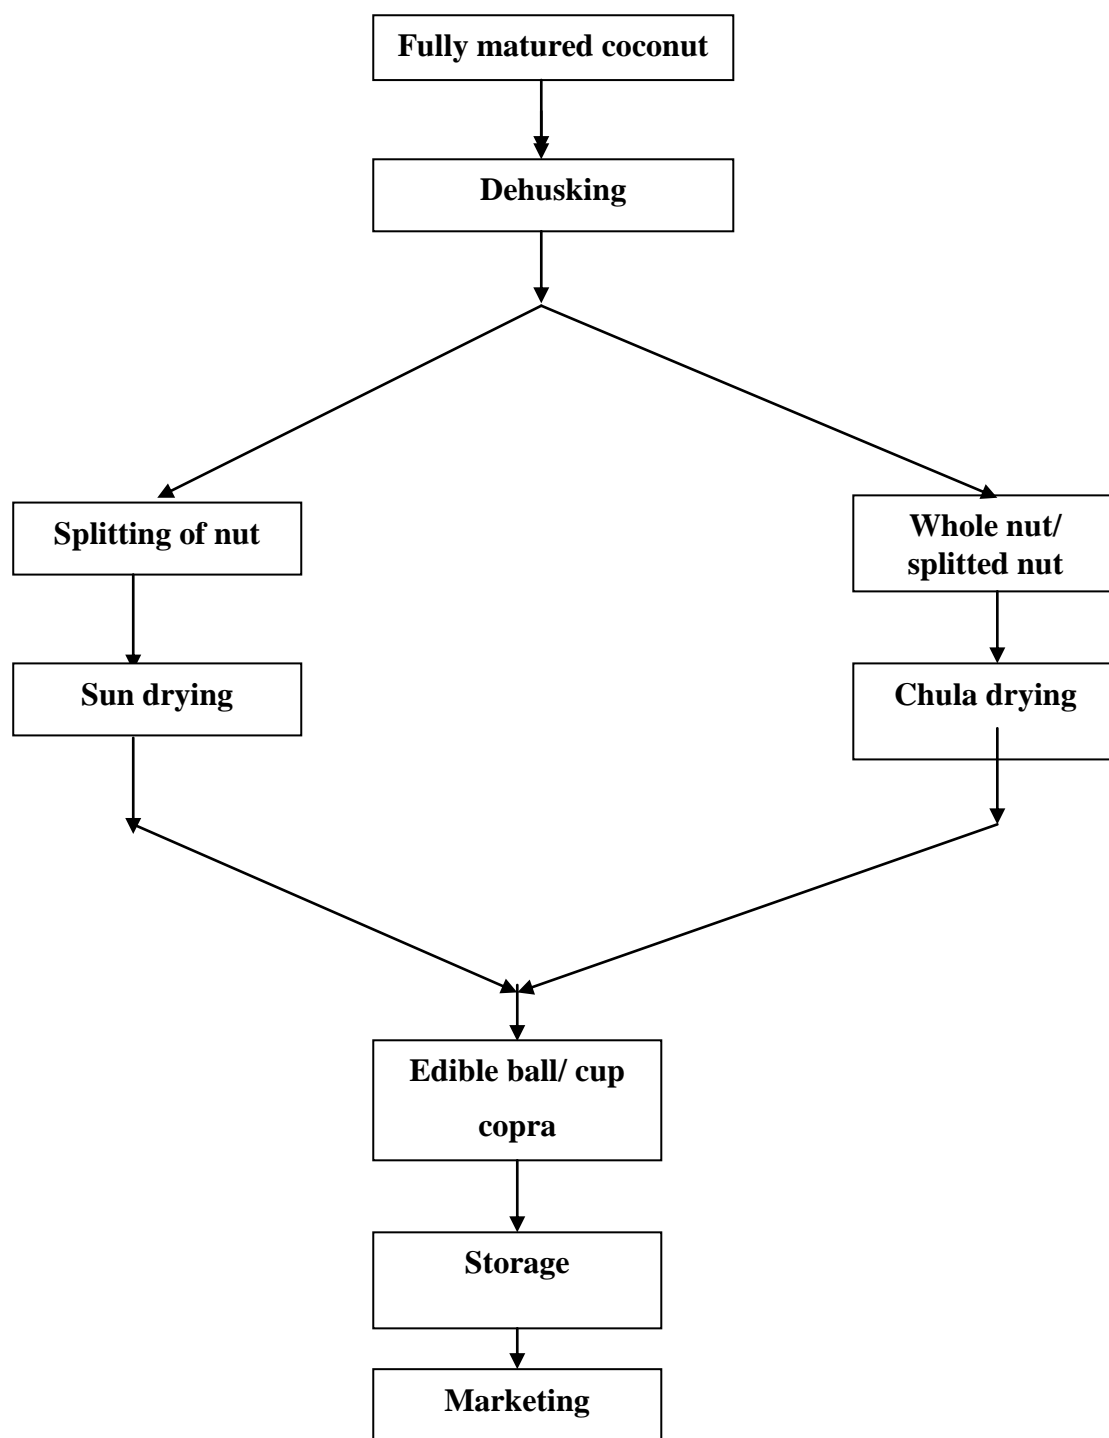 Fully matured coconut
Dehusking
Splitting of nut
Whole nut/
splitted nut
Sun drying
Chula drying
Edible ball/ cup
copra
Storage
Marketing